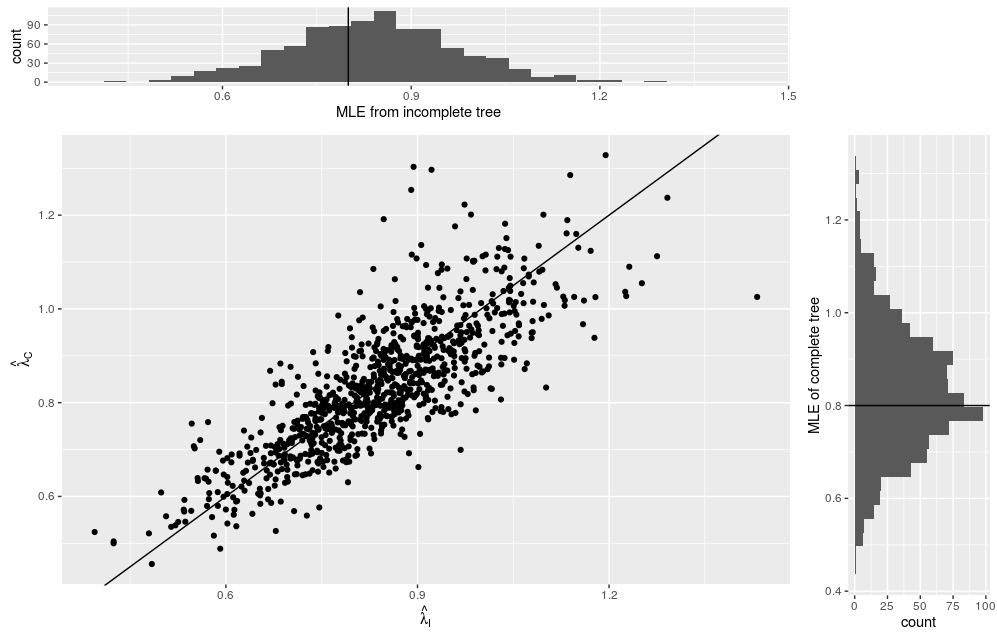 count
90
60
30
0
0.6 0.9 1.2 1.5
MLE from incomplete tree
λ̂C
1.2
1.0
0.8
0.6
0.6 0.9 1.2
λ̂I
MLE of complete tree
1.2
1.0
0.8
0.6
0.4
0 25 50 75 100
count